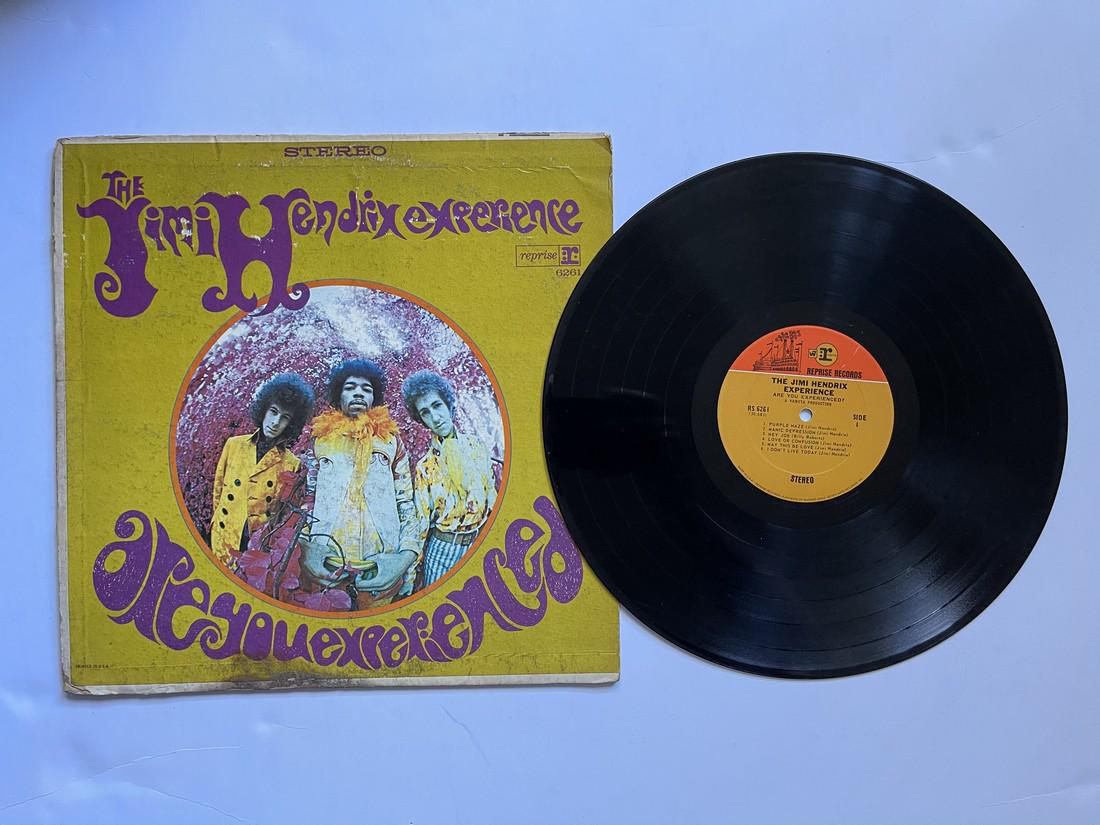 STEREO
THE
Jimi Hendrix experience
reprise r:
6261
are you experienced
PRINTED IN U.S.A.
W7 r:
REPRISE RECORDS
THE JIMI HENDRIX
EXPERIENCE
ARE YOU EXPERIENCED?
A YAMETA PRODUCTION
RS 6261
SIDE
1
1. PURPLE HAZE (Jimi Hendrix)
2. MANIC DEPRESSION (Jimi Hendrix)
3. HEY JOE (Billy Roberts)
4. LOVE OR CONFUSION (Jimi Hendrix)
5. MAY THIS BE LOVE (Jimi Hendrix)
6. I DON'T LIVE TODAY (Jimi Hendrix)
STEREO